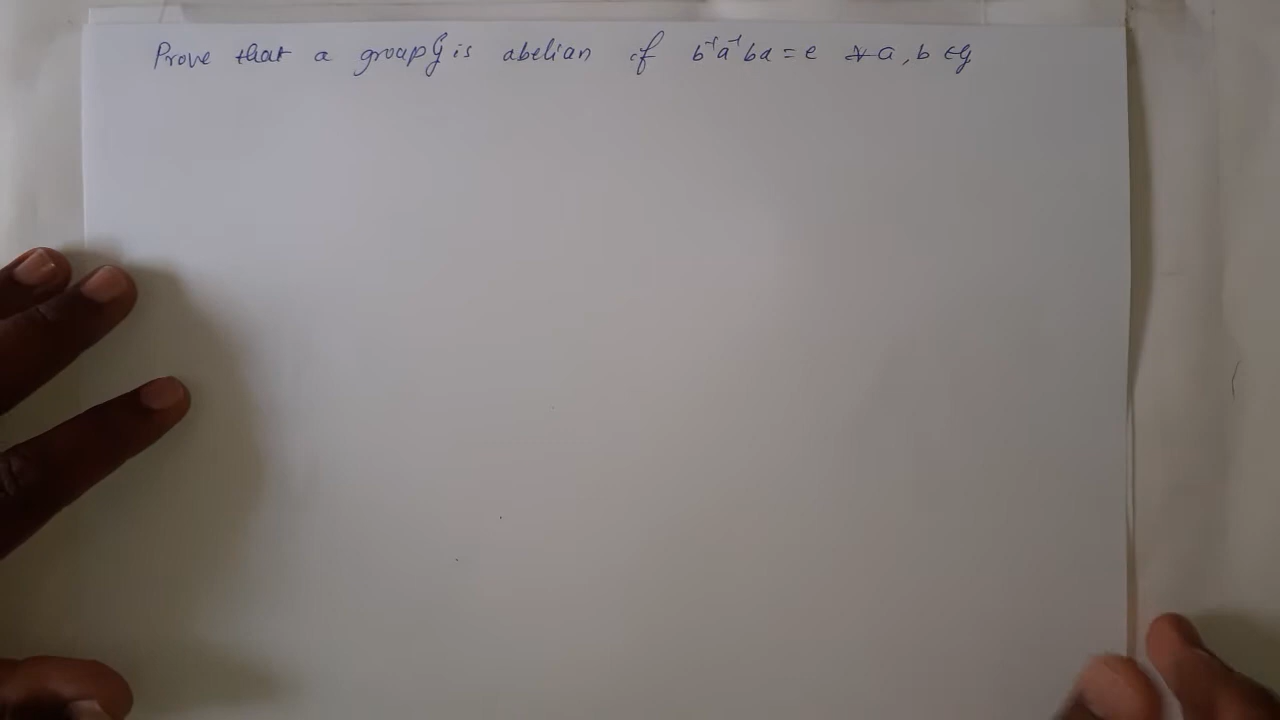 Prove that a group G is abelian if b⁻¹a⁻¹ba = e ∀ a, b ∈ G